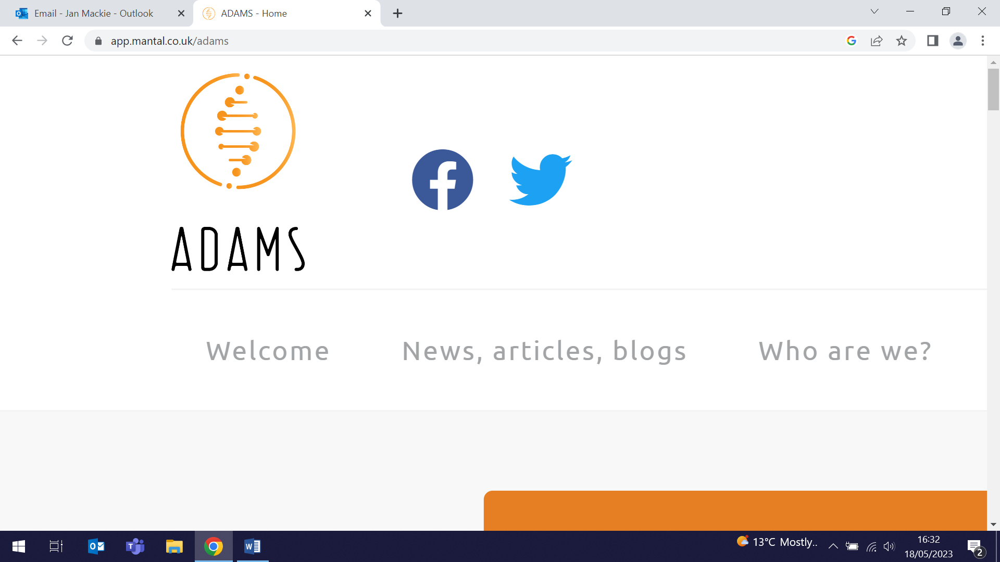 Email - Jan Mackie - Outlook
ADAMS - Home
app.mantal.co.uk/adams
ADAMS
Welcome
News, articles, blogs
Who are we?
13°C Mostly..
16:32
18/05/2023
2